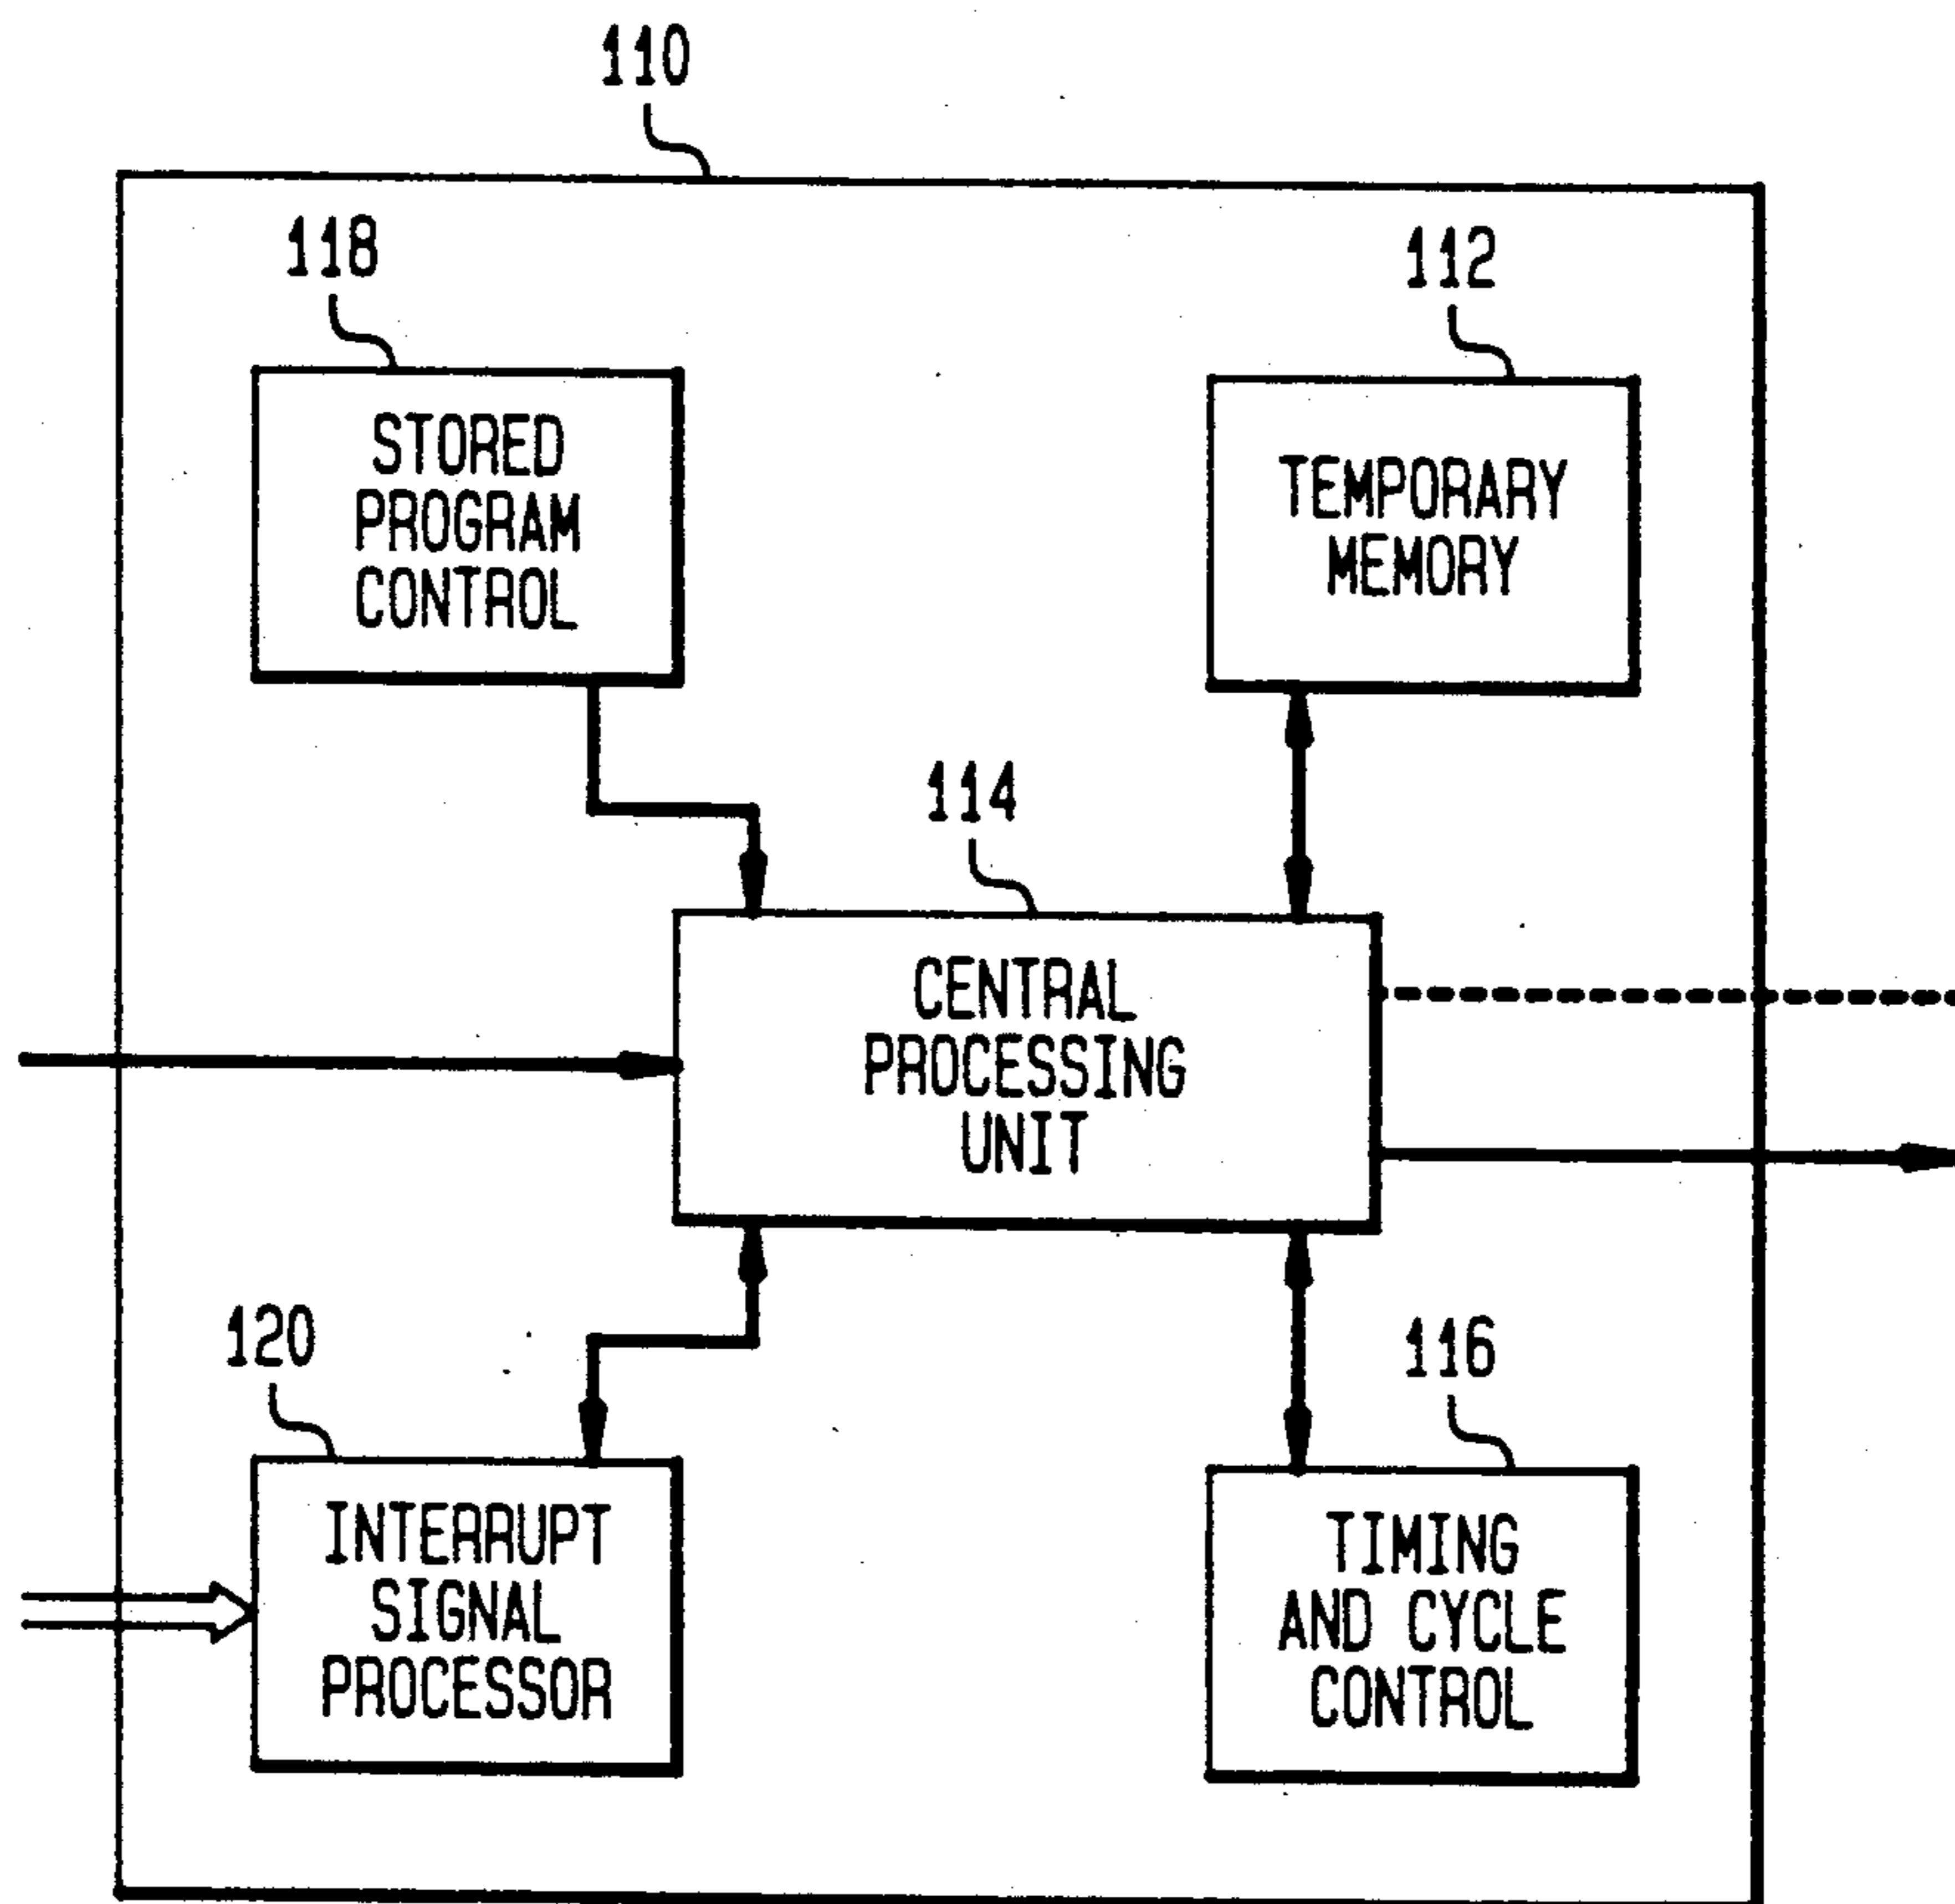 110
118
112
STORED
PROGRAM
CONTROL
TEMPORARY
MEMORY
114
CENTRAL
PROCESSING
UNIT
120
116
INTERRUPT
SIGNAL
PROCESSOR
TIMING
AND CYCLE
CONTROL